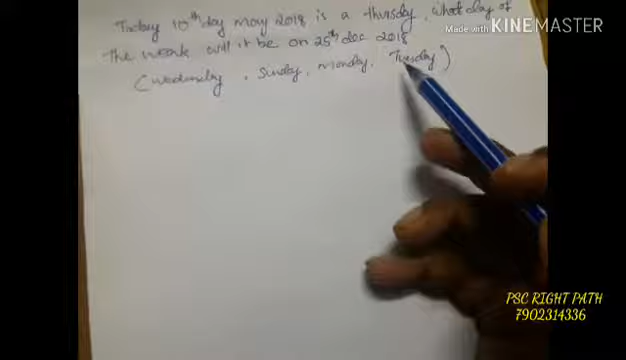 Today 10th day may 2018 is a thursday, what day of
the weak will it be on 25th dec 2018
(Wednesday, Sunday, monday, Tuesday)
Made with KINEMASTER
PSC RIGHT PATH
7902314336